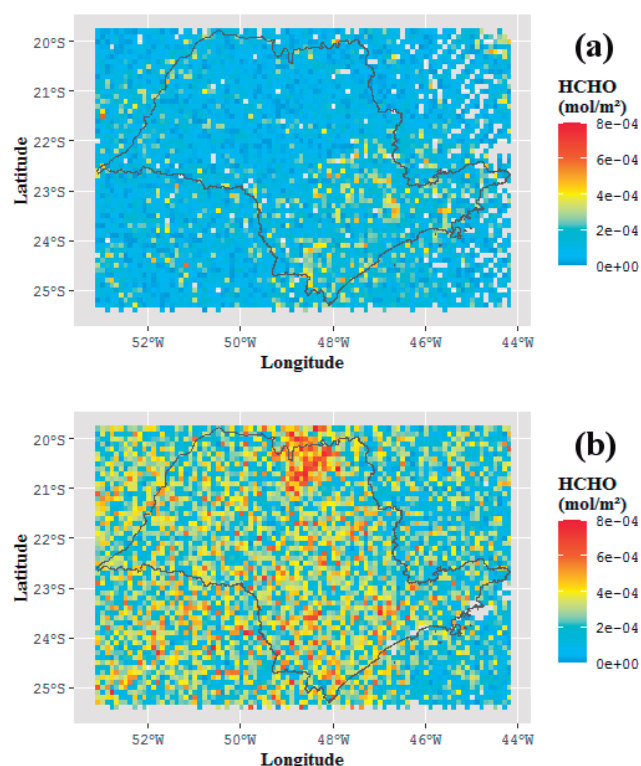 (a)
20°S
21°S
22°S
23°S
24°S
25°S
Latitude
52°W 50°W 48°W 46°W 44°W
Longitude
HCHO
(mol/m²)
8e-04
6e-04
4e-04
2e-04
0e+00
(b)
20°S
21°S
22°S
23°S
24°S
25°S
Latitude
52°W 50°W 48°W 46°W 44°W
Longitude
HCHO
(mol/m²)
8e-04
6e-04
4e-04
2e-04
0e+00